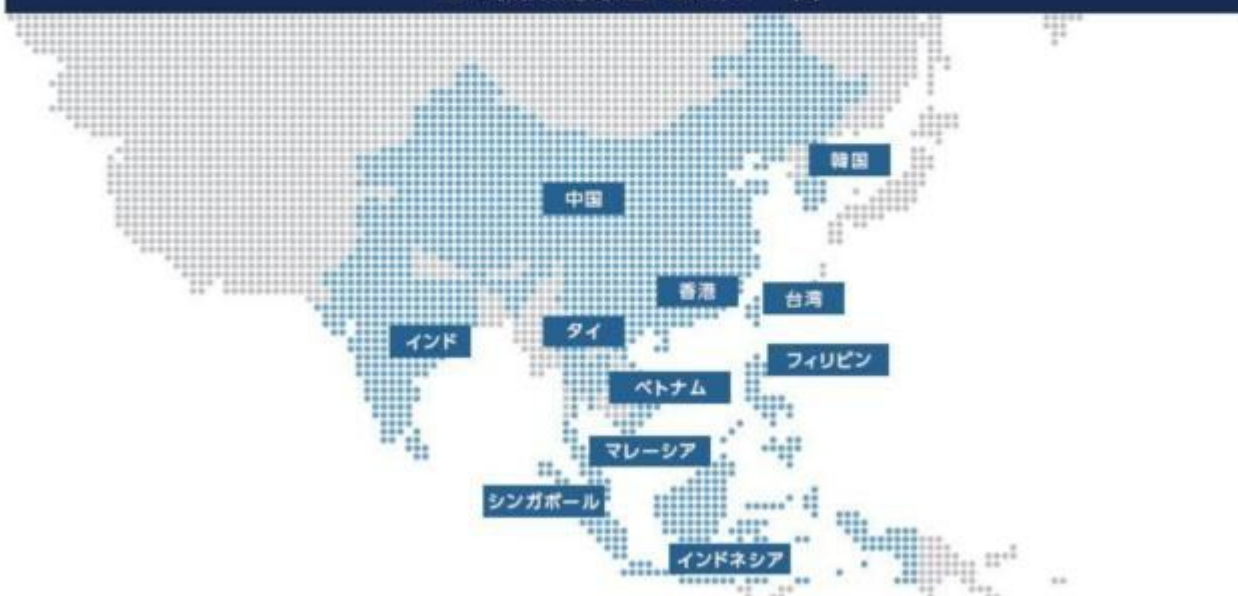 韓国
中国
香港
台湾
インド
タイ
フィリピン
ベトナム
マレーシア
シンガポール
インドネシア